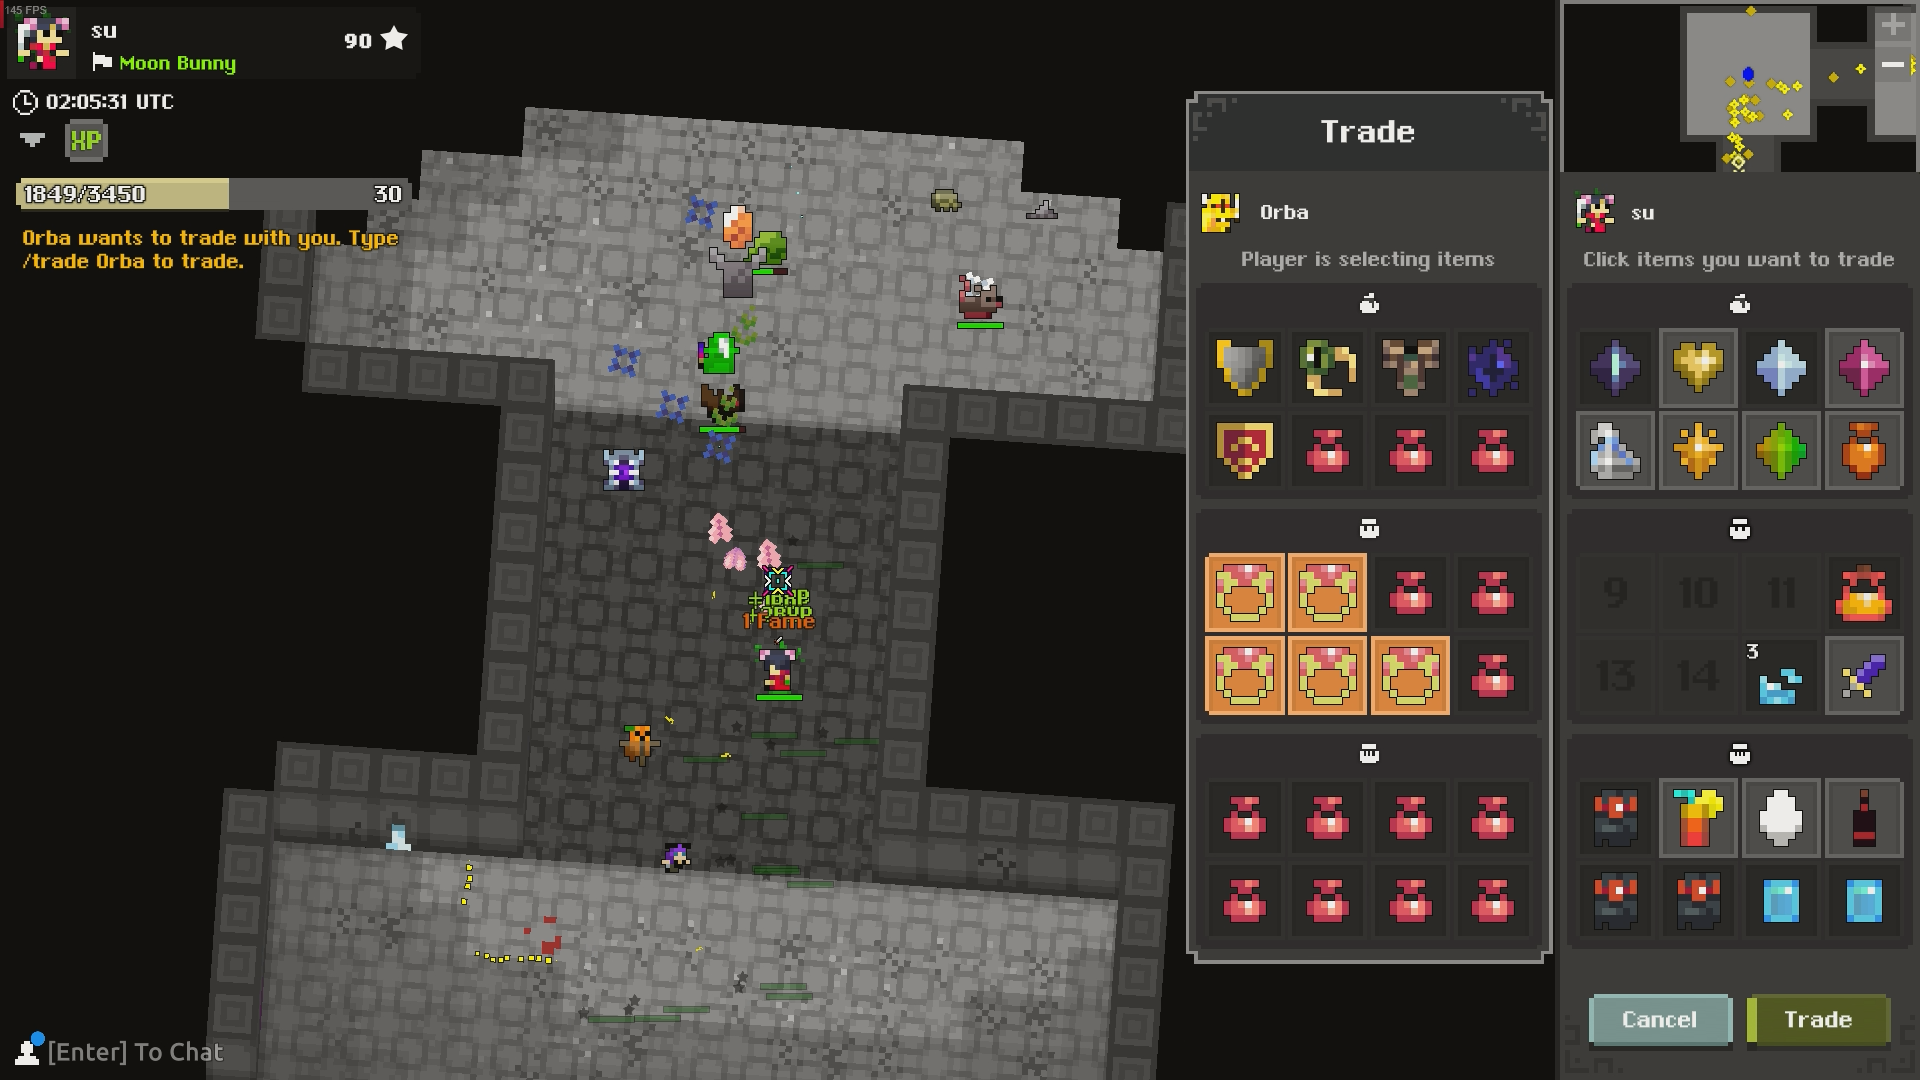 145 FPS
su
90
Moon Bunny
02:05:31 UTC
XP
1849/3450
30
Orba wants to trade with you. Type
/trade Orba to trade.
1 Fame
[Enter] To Chat
Trade
Orba
Player is selecting items
su
Click items you want to trade
9
10
11
13
14
3
Cancel
Trade